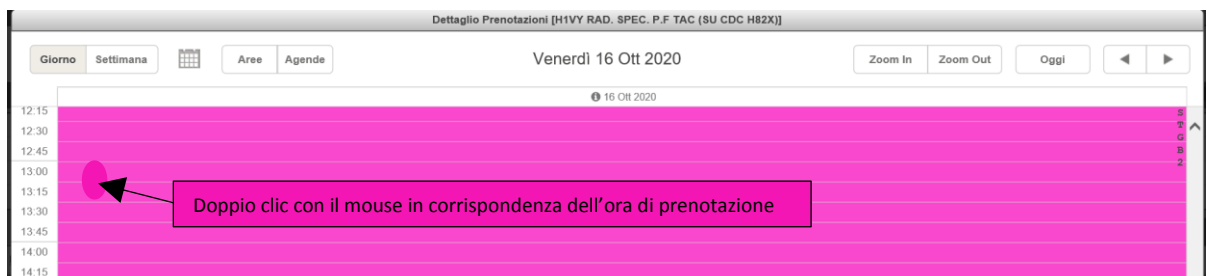 Dettaglio Prenotazioni [H1VY RAD. SPEC. P.F TAC (SU CDC H82X)]
Giorno Settimana Aree Agende Venerdì 16 Ott 2020 Zoom In Zoom Out Oggi
16 Ott 2020
12:15
12:30
12:45
13:00
13:15
13:30
13:45
14:00
14:15
S
T
G
B
2
Doppio clic con il mouse in corrispondenza dell'ora di prenotazione